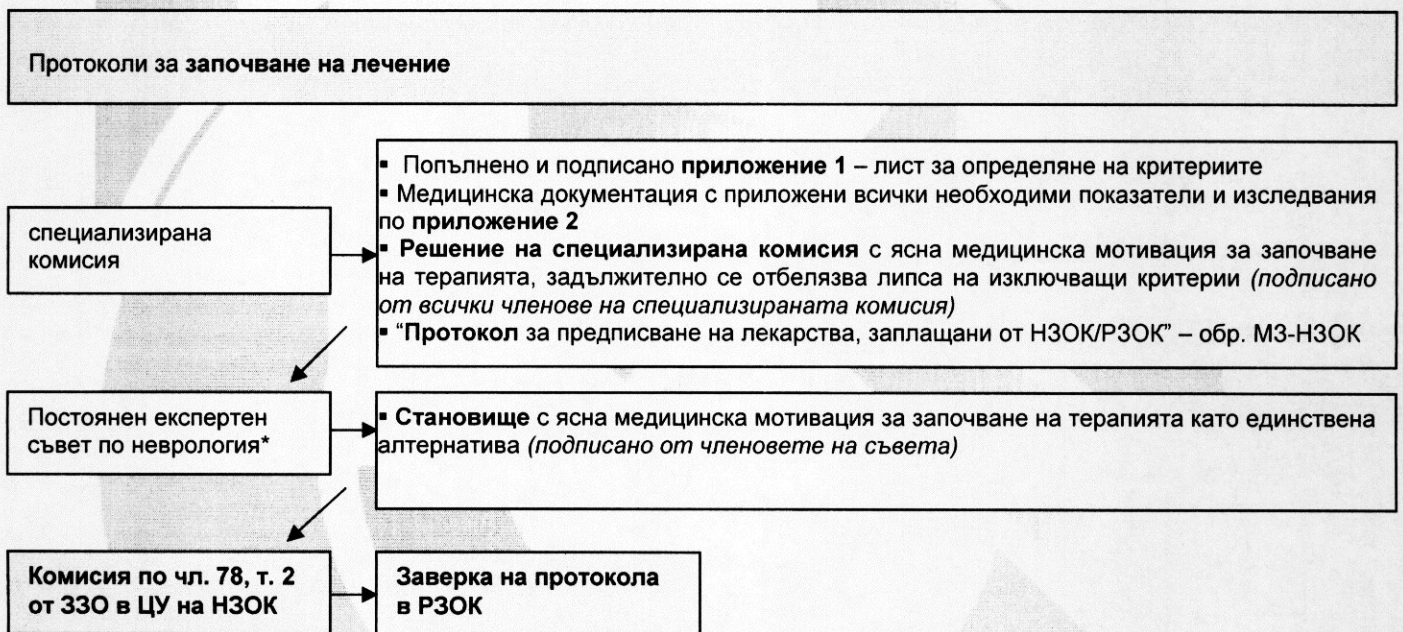 Протоколи за започване на лечение
специализирана
комисия
▪ Попълнено и подписано приложение 1 – лист за определяне на критериите
▪ Медицинска документация с приложени всички необходими показатели и изследвания
по приложение 2
▪ Решение на специализирана комисия с ясна медицинска мотивация за започване
на терапията, задължително се отбелязва липса на изключващи критерии (подписано
от всички членове на специализираната комисия)
▪ “Протокол за предписване на лекарства, заплащани от НЗОК/РЗОК” – обр. МЗ-НЗОК
Постоянен експертен
съвет по неврология*
▪ Становище с ясна медицинска мотивация за започване на терапията като единствена
алтернатива (подписано от членовете на съвета)
Комисия по чл. 78, т. 2
от ЗЗО в ЦУ на НЗОК
Заверка на протокола
в РЗОК